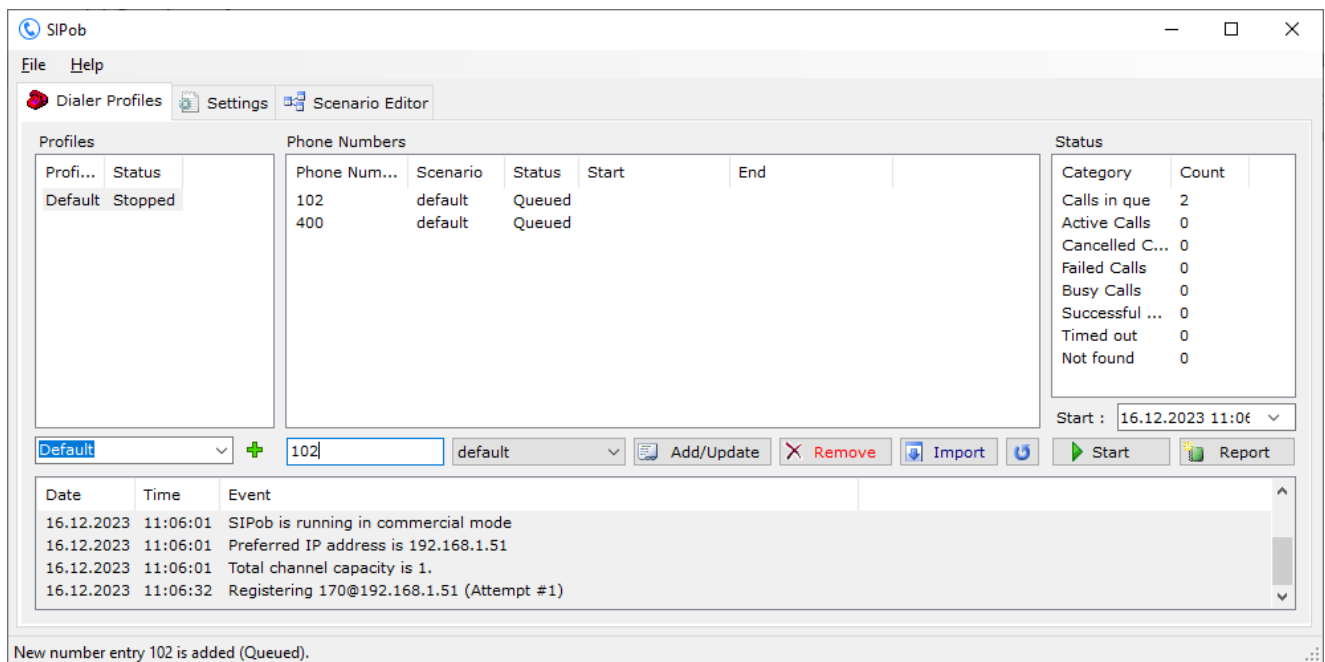 SIPob
File Help
Dialer Profiles Settings Scenario Editor
Profiles
Profi... Status
Default Stopped
Default
Phone Numbers
Phone Num... Scenario Status Start End
102 default Queued
400 default Queued
102 default Add/Update Remove Import
Status
Category Count
Calls in que 2
Active Calls 0
Cancelled C... 0
Failed Calls 0
Busy Calls 0
Successful ... 0
Timed out 0
Not found 0
Start : 16.12.2023 11:06
Start Report
Date Time Event
16.12.2023 11:06:01 SIPob is running in commercial mode
16.12.2023 11:06:01 Preferred IP address is 192.168.1.51
16.12.2023 11:06:01 Total channel capacity is 1.
16.12.2023 11:06:32 Registering 170@192.168.1.51 (Attempt #1)
New number entry 102 is added (Queued).